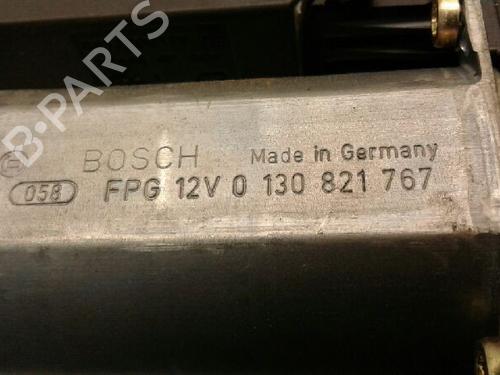 BOSCH Made in Germany
058 FPG 12V 0 130 821 767
B-PARTS